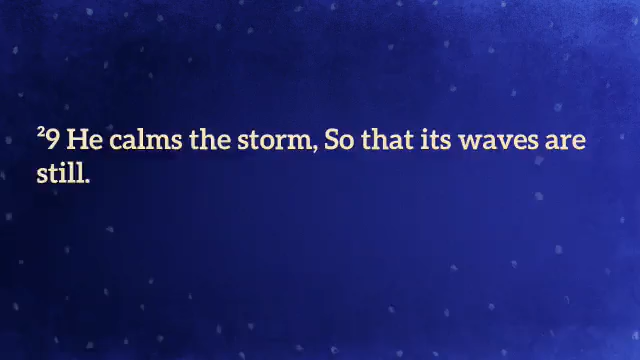 ²9 He calms the storm, So that its waves are
still.